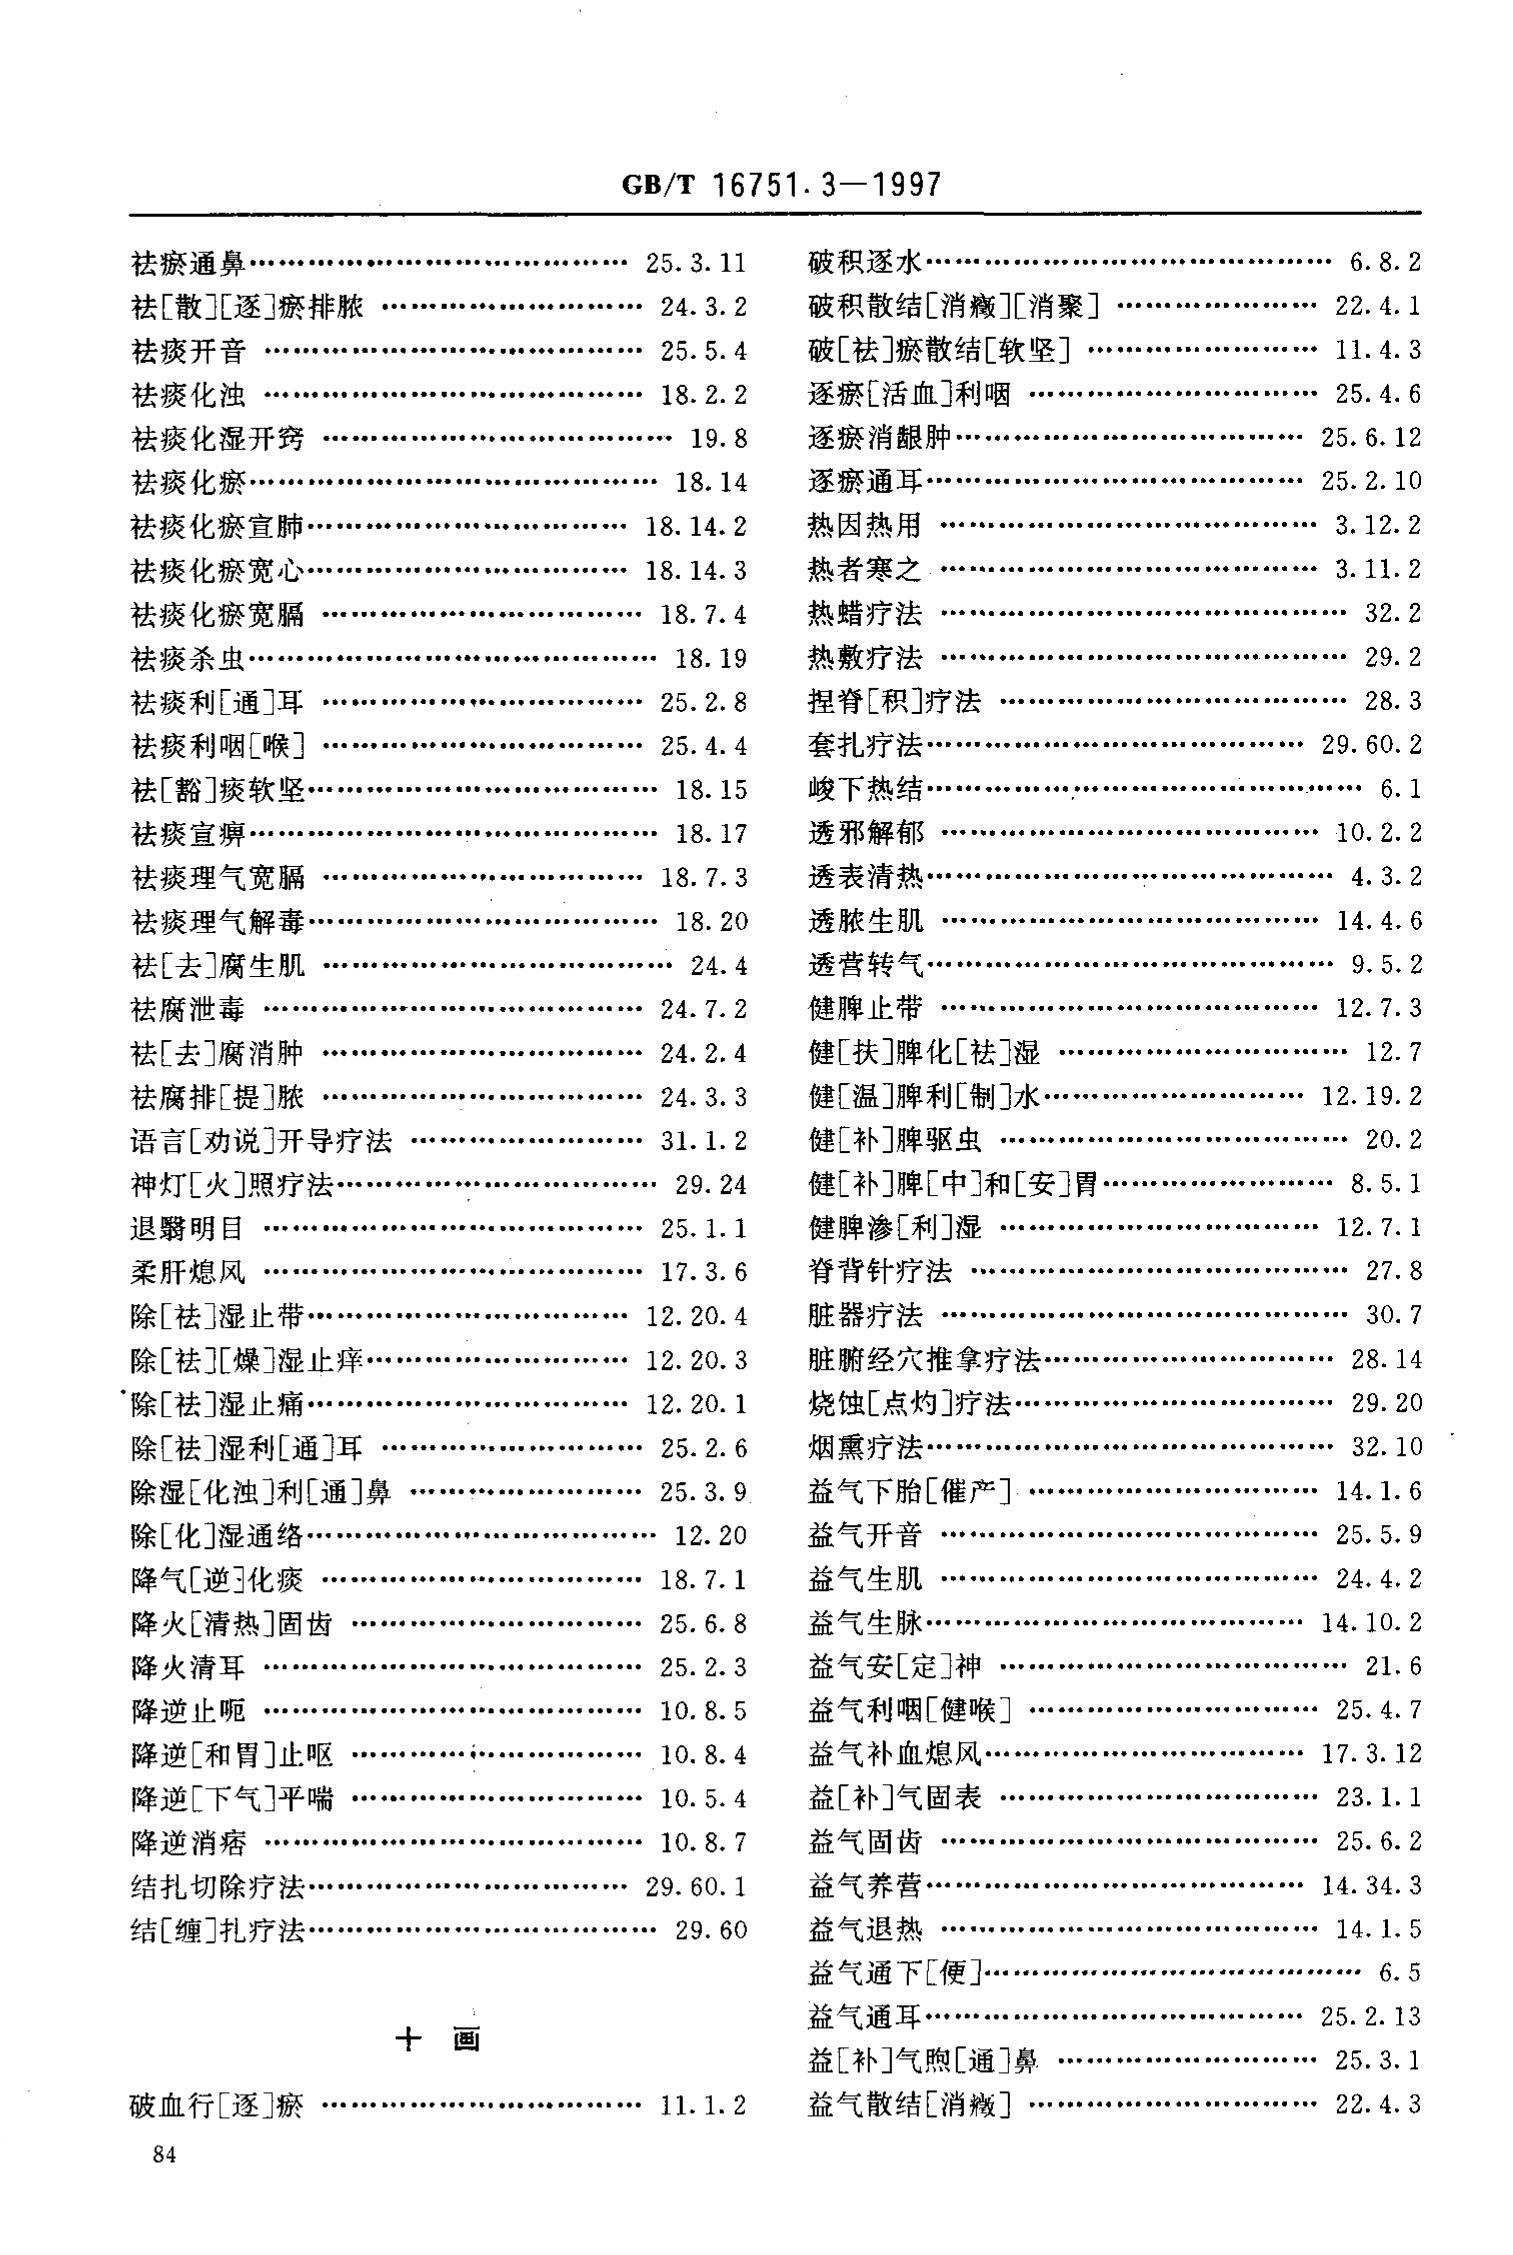 GB/T 16751.3—1997
祛瘀通鼻…………………………………… 25.3.11
祛[散][逐]瘀排脓 ……………………… 24.3.2
祛痰开音 ………………………………… 25.5.4
祛痰化浊 ………………………………… 18.2.2
祛痰化湿开窍 ……………………………… 19.8
祛痰化瘀…………………………………… 18.14
祛痰化瘀宣肺…………………………… 18.14.2
祛痰化瘀宽心…………………………… 18.14.3
祛痰化瘀宽膈 …………………………… 18.7.4
祛痰杀虫…………………………………… 18.19
祛痰利[通]耳 …………………………… 25.2.8
祛痰利咽[喉] …………………………… 25.4.4
祛[豁]痰软坚……………………………… 18.15
祛痰宣痹…………………………………… 18.17
祛痰理气宽膈 …………………………… 18.7.3
祛痰理气解毒……………………………… 18.20
祛[去]腐生肌 ……………………………… 24.4
祛腐泄毒 ………………………………… 24.7.2
祛[去]腐消肿 …………………………… 24.2.4
祛腐排[提]脓 …………………………… 24.3.3
语言[劝说]开导疗法 …………………… 31.1.2
神灯[火]照疗法…………………………… 29.24
退翳明目 ………………………………… 25.1.1
柔肝熄风 ………………………………… 17.3.6
除[祛]湿止带…………………………… 12.20.4
除[祛][燥]湿止痒……………………… 12.20.3
除[祛]湿止痛…………………………… 12.20.1
除[祛]湿利[通]耳 ……………………… 25.2.6
除湿[化浊]利[通]鼻 …………………… 25.3.9
除[化]湿通络……………………………… 12.20
降气[逆]化痰 …………………………… 18.7.1
降火[清热]固齿 ………………………… 25.6.8
降火清耳 ………………………………… 25.2.3
降逆止呃 ………………………………… 10.8.5
降逆[和胃]止呕 ………………………… 10.8.4
降逆[下气]平喘 ………………………… 10.5.4
降逆消痞 ………………………………… 10.8.7
结扎切除疗法…………………………… 29.60.1
结[缠]扎疗法……………………………… 29.60
十 画
破血行[逐]瘀 …………………………… 11.1.2
破积逐水…………………………………… 6.8.2
破积散结[消癥][消聚] ………………… 22.4.1
破[祛]瘀散结[软坚] …………………… 11.4.3
逐瘀[活血]利咽 ………………………… 25.4.6
逐瘀消龈肿……………………………… 25.6.12
逐瘀通耳………………………………… 25.2.10
热因热用 ………………………………… 3.12.2
热者寒之 ………………………………… 3.11.2
热蜡疗法 …………………………………… 32.2
热敷疗法 …………………………………… 29.2
捏脊[积]疗法 ……………………………… 28.3
套扎疗法………………………………… 29.60.2
峻下热结……………………………………… 6.1
透邪解郁 ………………………………… 10.2.2
透表清热…………………………………… 4.3.2
透脓生肌 ………………………………… 14.4.6
透营转气…………………………………… 9.5.2
健脾止带 ………………………………… 12.7.3
健[扶]脾化[祛]湿 ………………………… 12.7
健[温]脾利[制]水……………………… 12.19.2
健[补]脾驱虫 ……………………………… 20.2
健[补]脾[中]和[安]胃…………………… 8.5.1
健脾渗[利]湿 …………………………… 12.7.1
脊背针疗法 ………………………………… 27.8
脏器疗法 …………………………………… 30.7
脏腑经穴推拿疗法………………………… 28.14
烧蚀[点灼]疗法…………………………… 29.20
烟熏疗法…………………………………… 32.10
益气下胎[催产] ………………………… 14.1.6
益气开音 ………………………………… 25.5.9
益气生肌 ………………………………… 24.4.2
益气生脉………………………………… 14.10.2
益气安[定]神 ……………………………… 21.6
益气利咽[健喉] ………………………… 25.4.7
益气补血熄风…………………………… 17.3.12
益[补]气固表 …………………………… 23.1.1
益气固齿 ………………………………… 25.6.2
益气养营………………………………… 14.34.3
益气退热 ………………………………… 14.1.5
益气通下[便]………………………………… 6.5
益气通耳………………………………… 25.2.13
益[补]气煦[通]鼻 ……………………… 25.3.1
益气散结[消癥] ………………………… 22.4.3
84